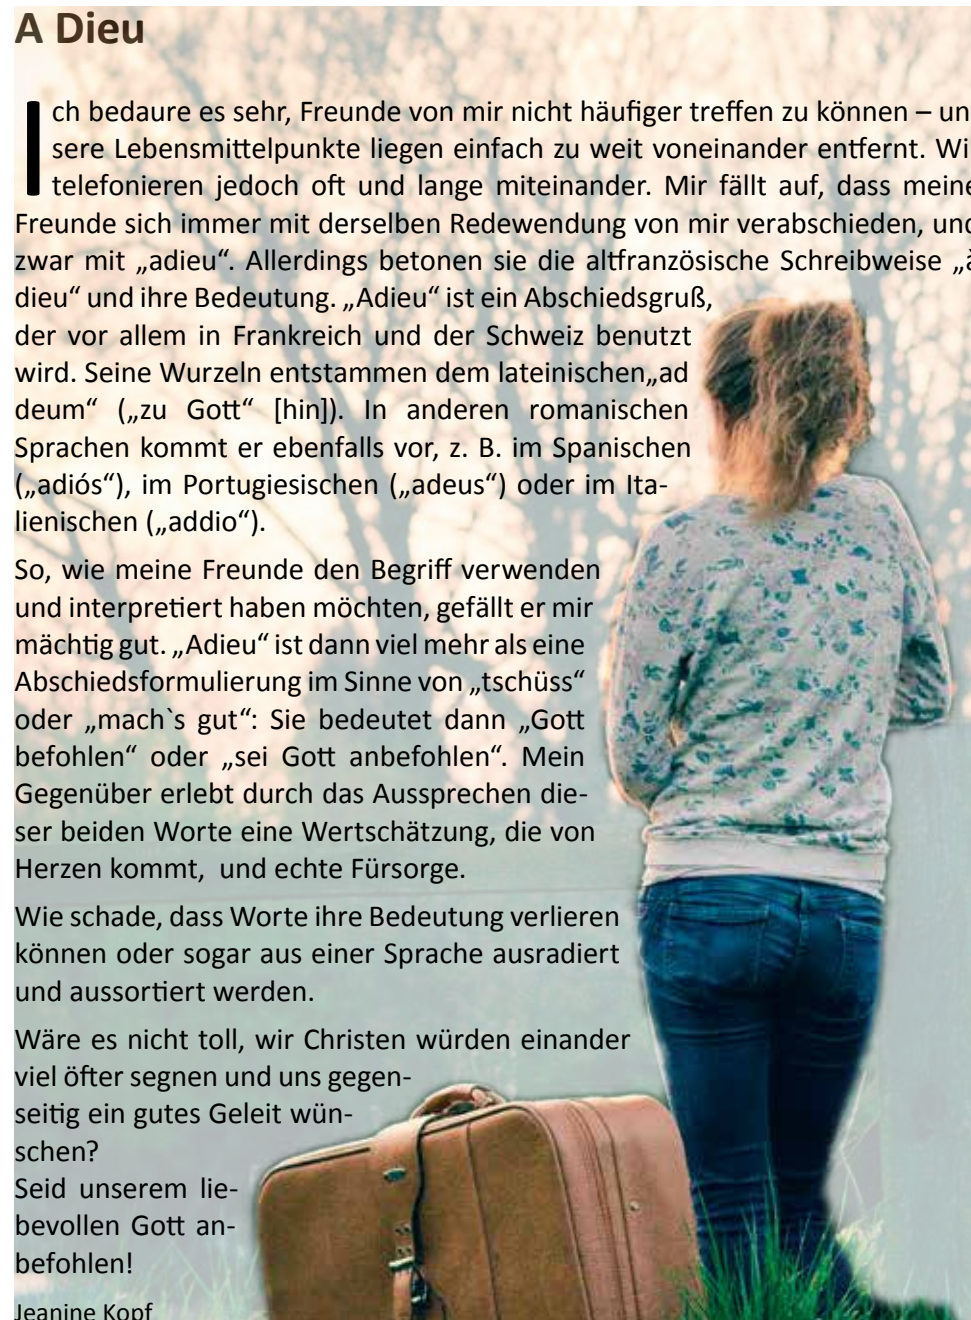 A Dieu
Ich bedaure es sehr, Freunde von mir nicht häufiger treffen zu können – un
sere Lebensmittelpunkte liegen einfach zu weit voneinander entfernt. Wi
telefonieren jedoch oft und lange miteinander. Mir fällt auf, dass meine
Freunde sich immer mit derselben Redewendung von mir verabschieden, und
zwar mit „adieu“. Allerdings betonen sie die altfranzösische Schreibweise „à
dieu“ und ihre Bedeutung. „Adieu“ ist ein Abschiedsgruß,
der vor allem in Frankreich und der Schweiz benutzt
wird. Seine Wurzeln entstammen dem lateinischen„ad
deum“ („zu Gott“ [hin]). In anderen romanischen
Sprachen kommt er ebenfalls vor, z. B. im Spanischen
(„adiós“), im Portugiesischen („adeus“) oder im Ita-
lienischen („addio“).
So, wie meine Freunde den Begriff verwenden
und interpretiert haben möchten, gefällt er mir
mächtig gut. „Adieu“ ist dann viel mehr als eine
Abschiedsformulierung im Sinne von „tschüss“
oder „mach`s gut“: Sie bedeutet dann „Gott
befohlen“ oder „sei Gott anbefohlen“. Mein
Gegenüber erlebt durch das Aussprechen die-
ser beiden Worte eine Wertschätzung, die von
Herzen kommt,  und echte Fürsorge.
Wie schade, dass Worte ihre Bedeutung verlieren
können oder sogar aus einer Sprache ausradiert
und aussortiert werden.
Wäre es nicht toll, wir Christen würden einander
viel öfter segnen und uns gegen-
seitig ein gutes Geleit wün-
schen?
Seid unserem lie-
bevollen Gott an-
befohlen!
Jeanine Kopf